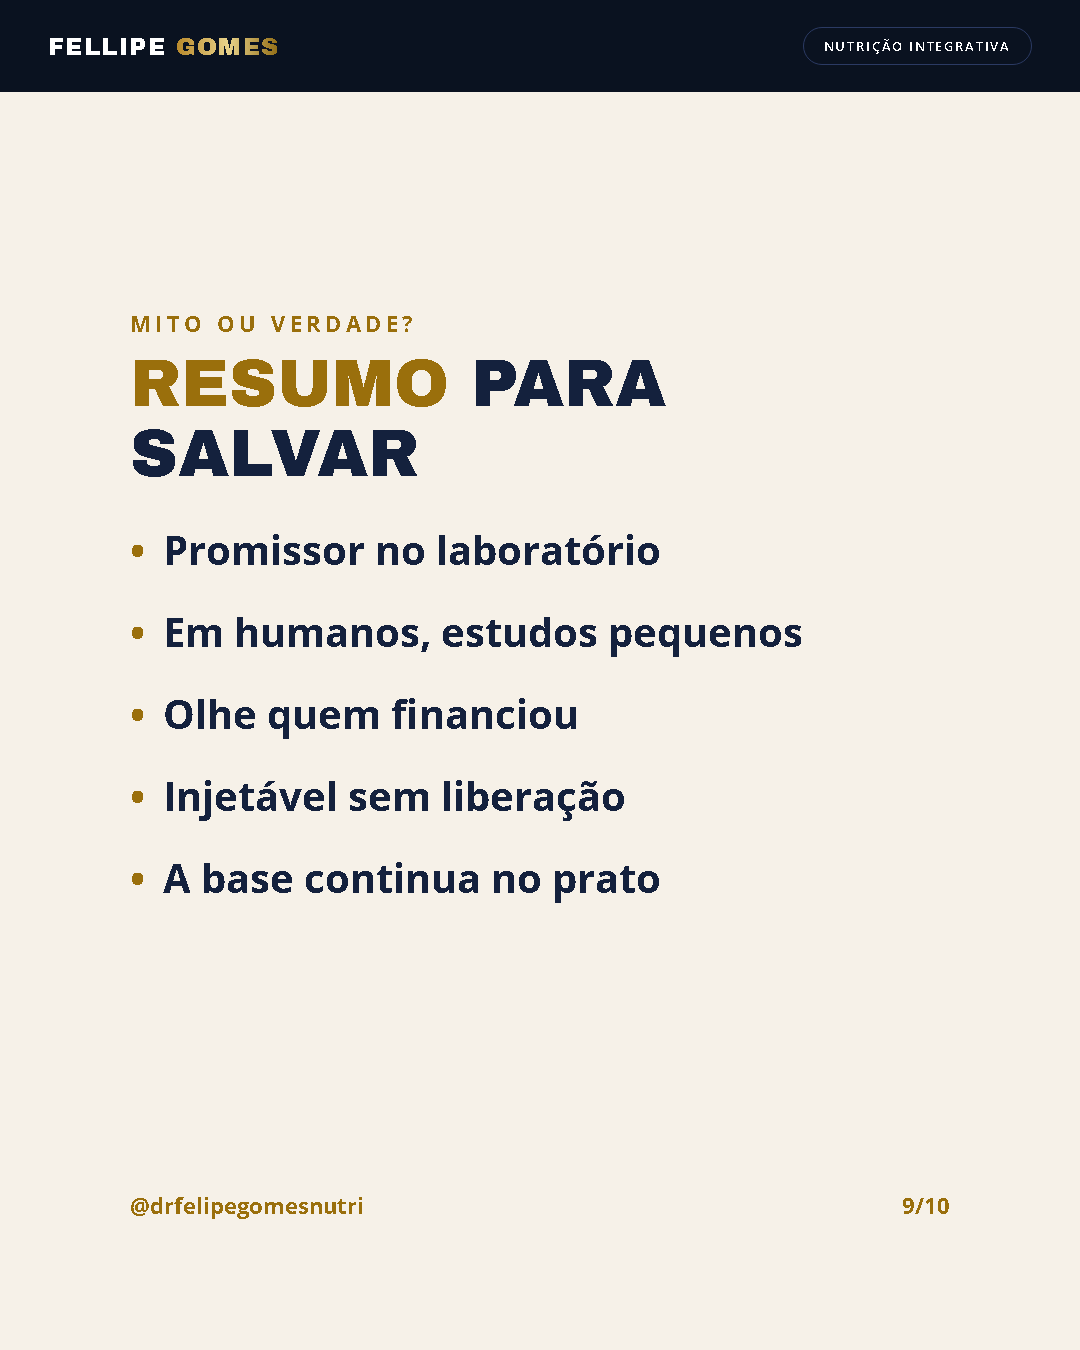 FELLIPE GOMES
NUTRIÇÃO INTEGRATIVA
MITO OU VERDADE?
RESUMO PARA
SALVAR
• Promissor no laboratório
• Em humanos, estudos pequenos
• Olhe quem financiou
• Injetável sem liberação
• A base continua no prato
@drfelipegomesnutri
9/10